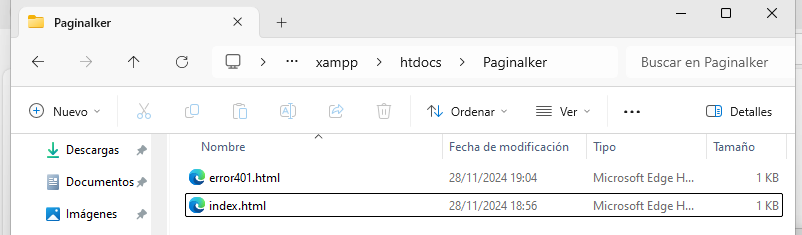 Paginalker
xampp htdocs Paginalker Buscar en Paginalker
Nuevo Ordenar Ver Detalles
Nombre Fecha de modificación Tipo Tamaño
Descargas
error401.html 28/11/2024 19:04 Microsoft Edge H... 1 KB
Documentos
index.html 28/11/2024 18:56 Microsoft Edge H... 1 KB
Imágenes